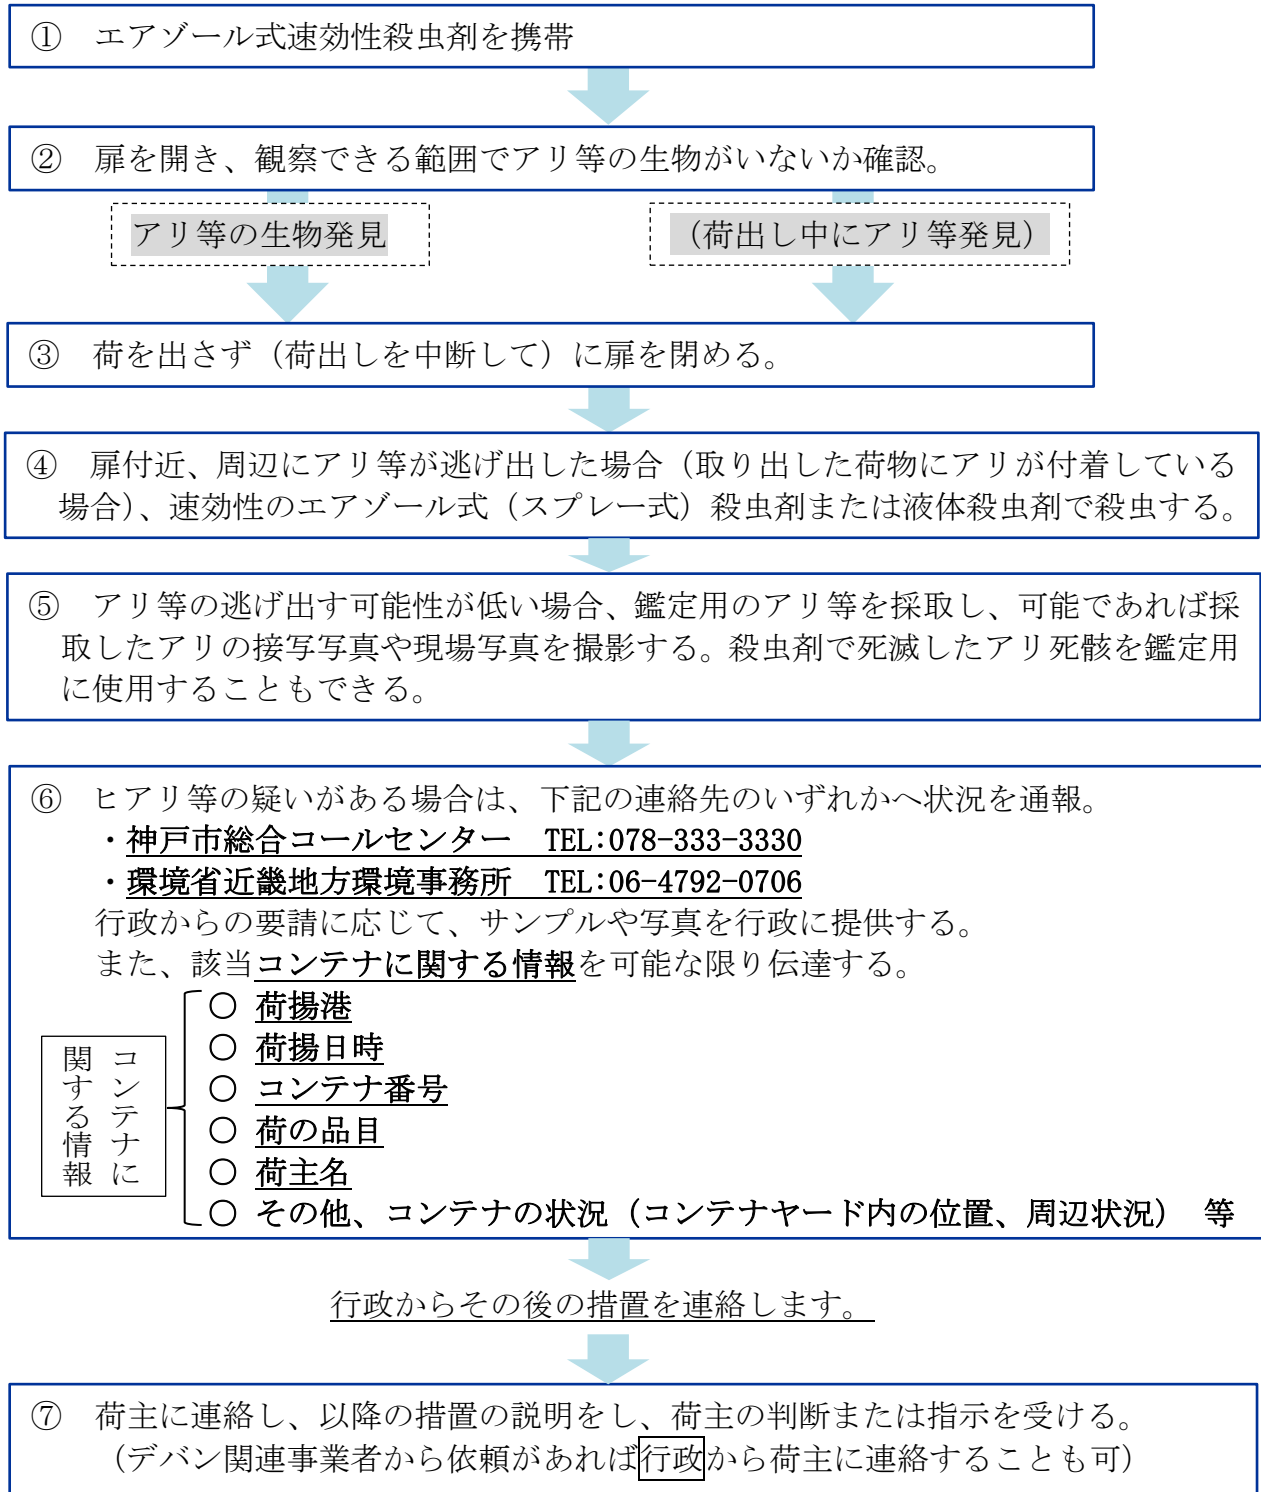 ① エアゾール式速効性殺虫剤を携帯
② 扉を開き、観察できる範囲でアリ等の生物がいないか確認。
アリ等の生物発見
（荷出し中にアリ等発見）
③ 荷を出さず（荷出しを中断して）に扉を閉める。
④ 扉付近、周辺にアリ等が逃げ出した場合（取り出した荷物にアリが付着している
場合）、速効性のエアゾール式（スプレー式）殺虫剤または液体殺虫剤で殺虫する。
⑤ アリ等の逃げ出す可能性が低い場合、鑑定用のアリ等を採取し、可能であれば採
取したアリの接写写真や現場写真を撮影する。殺虫剤で死滅したアリ死骸を鑑定用
に使用することもできる。
⑥ ヒアリ等の疑いがある場合は、下記の連絡先のいずれかへ状況を通報。
・神戸市総合コールセンター TEL:078-333-3330
・環境省近畿地方環境事務所 TEL:06-4792-0706
行政からの要請に応じて、サンプルや写真を行政に提供する。
また、該当コンテナに関する情報を可能な限り伝達する。
コンテナに
関する情報
○ 荷揚港
○ 荷揚日時
○ コンテナ番号
○ 荷の品目
○ 荷主名
○ その他、コンテナの状況（コンテナヤード内の位置、周辺状況） 等
行政からその後の措置を連絡します。
⑦ 荷主に連絡し、以降の措置の説明をし、荷主の判断または指示を受ける。
（デバン関連事業者から依頼があれば行政から荷主に連絡することも可）